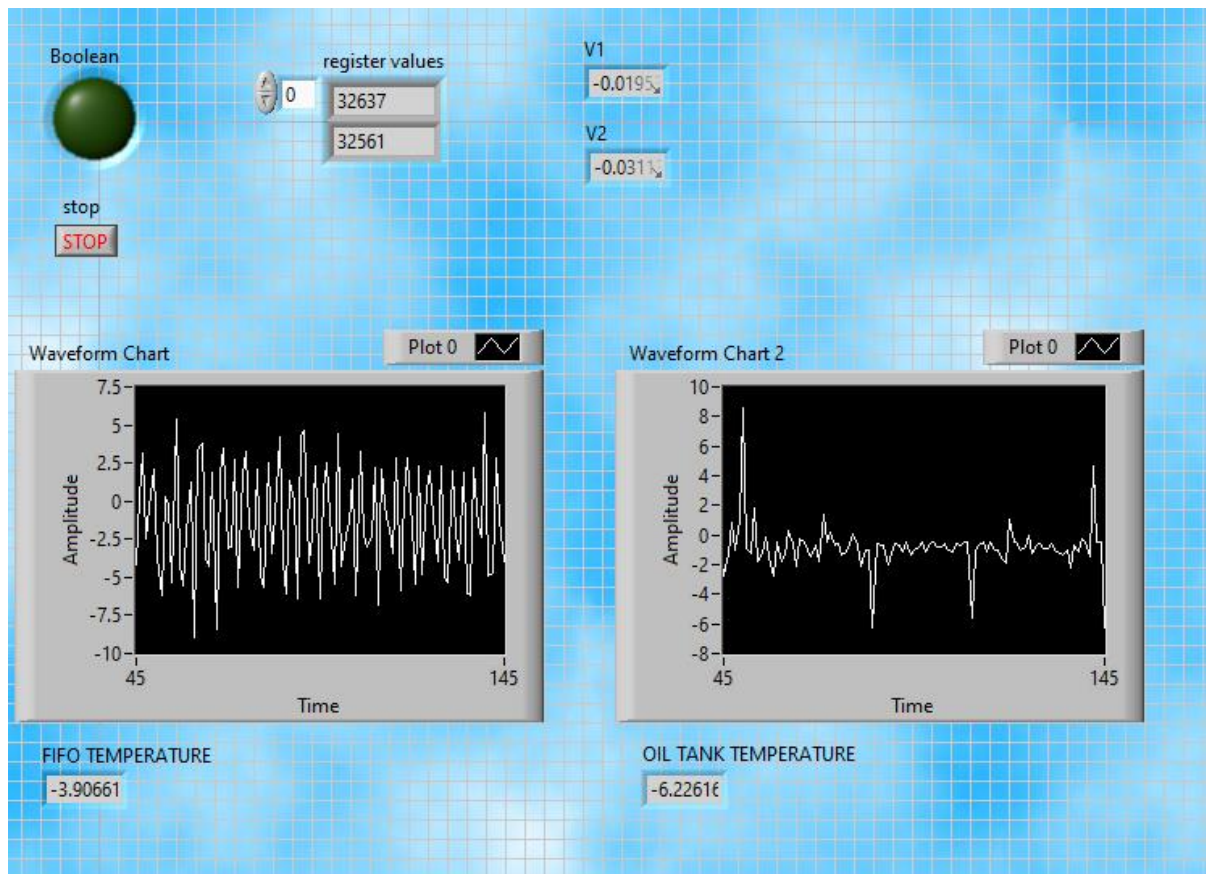 Boolean
stop
STOP
register values
0
32637
32561
V1
-0.0195
V2
-0.0311
Waveform Chart
Plot 0
Amplitude
7.5
5
2.5
0
-2.5
-5
-7.5
-10
45
145
Time
FIFO TEMPERATURE
-3.90661
Waveform Chart 2
Plot 0
Amplitude
10
8
6
4
2
0
-2
-4
-6
-8
45
145
Time
OIL TANK TEMPERATURE
-6.22616